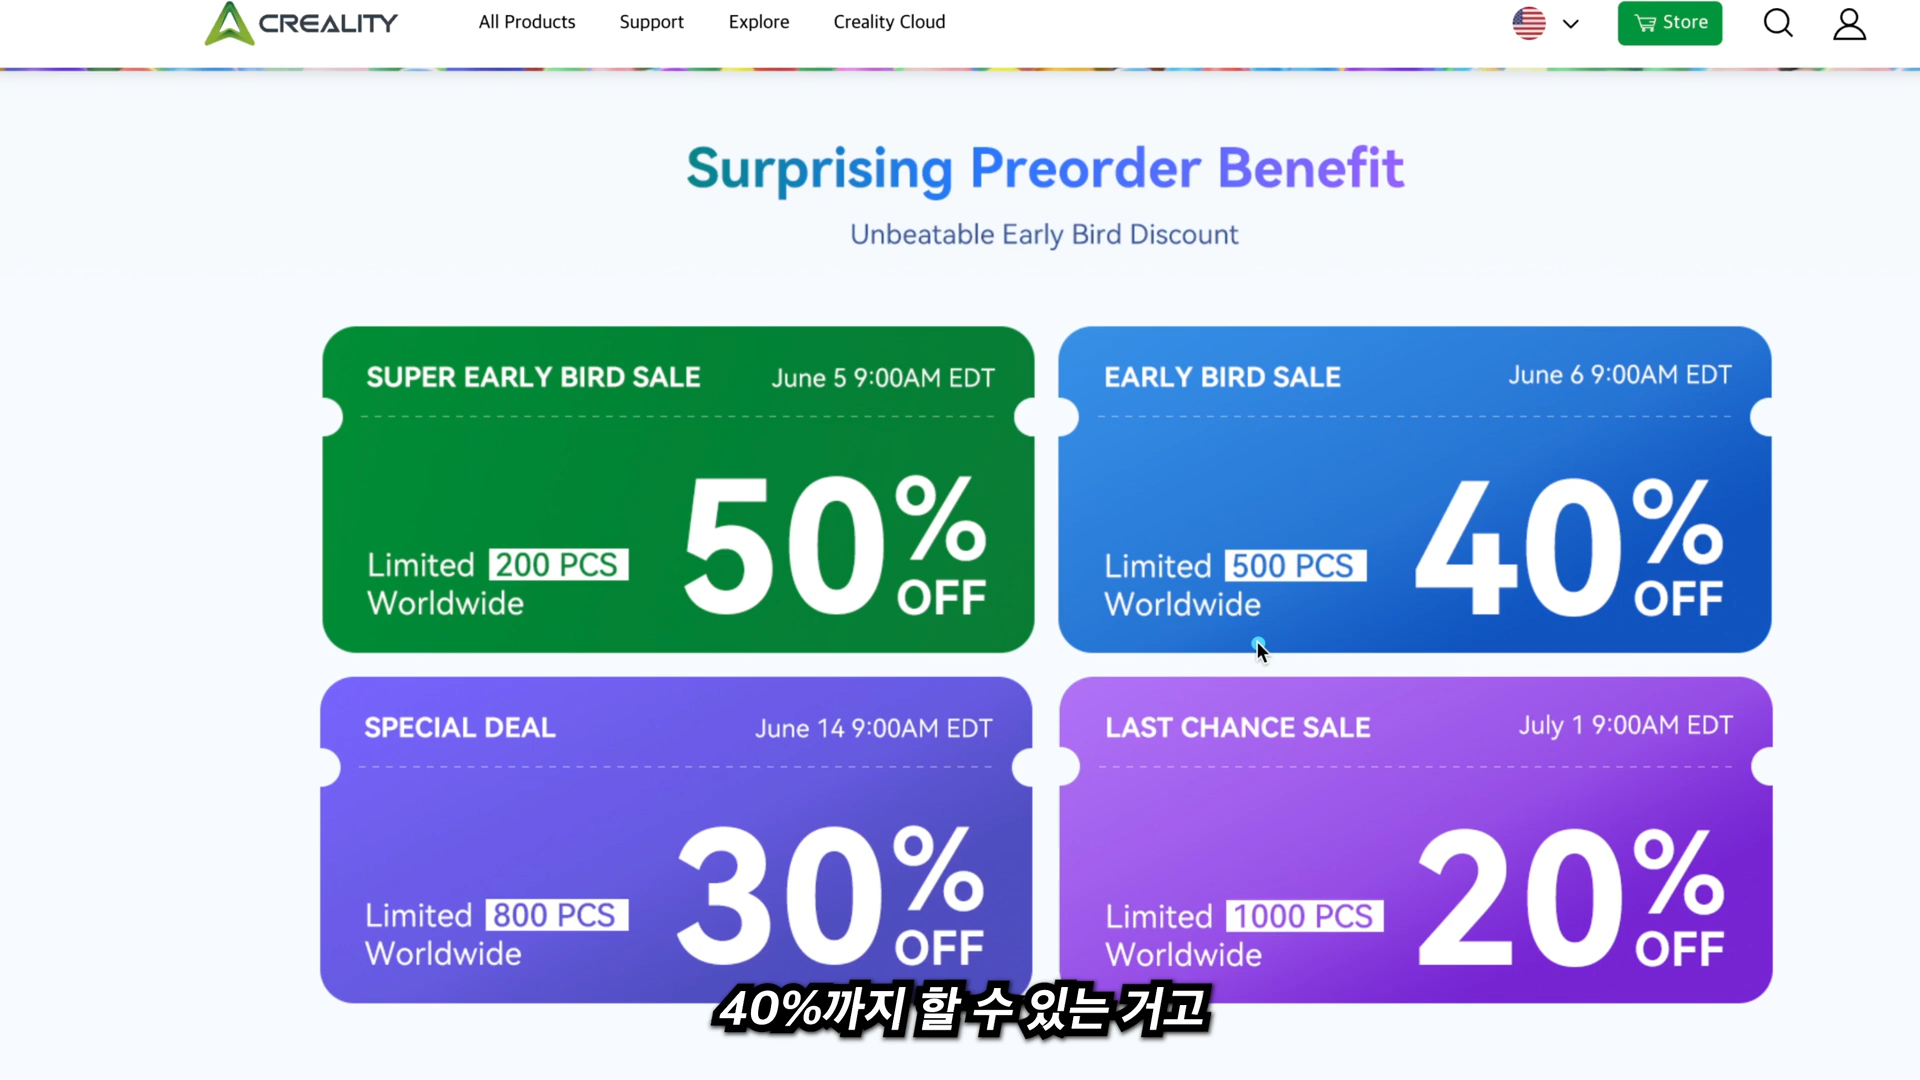 CREALITY
All Products
Support
Explore
Creality Cloud
Store
Surprising Preorder Benefit
Unbeatable Early Bird Discount
SUPER EARLY BIRD SALE
June 5 9:00AM EDT
Limited 200 PCS
Worldwide
50%
OFF
EARLY BIRD SALE
June 6 9:00AM EDT
Limited 500 PCS
Worldwide
40%
OFF
SPECIAL DEAL
June 14 9:00AM EDT
Limited 800 PCS
Worldwide
30%
OFF
LAST CHANCE SALE
July 1 9:00AM EDT
Limited 1000 PCS
Worldwide
20%
OFF
40%까지 할 수 있는 거고